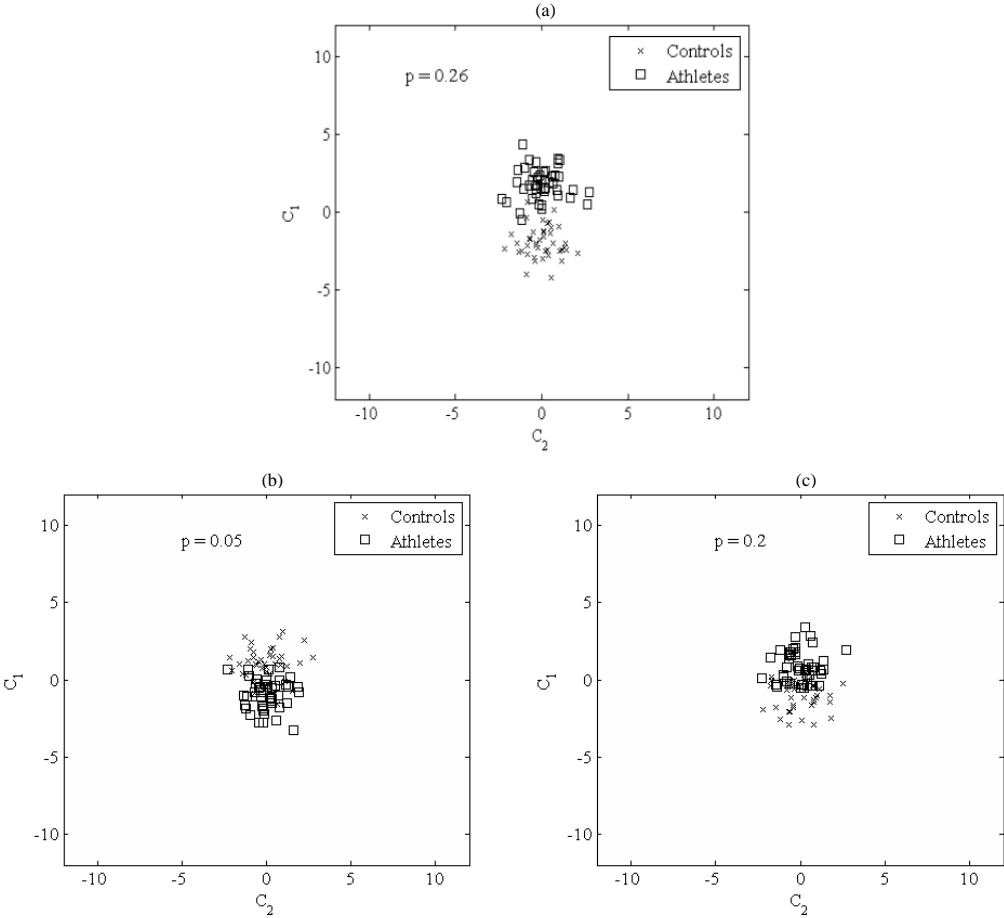 (a)
10
5
0
-5
-10
C1
p = 0.26
Controls
Athletes
-10 -5 0 5 10
C2
(b)
10
5
0
-5
-10
C1
p = 0.05
Controls
Athletes
-10 -5 0 5 10
C2
(c)
10
5
0
-5
-10
C1
p = 0.2
Controls
Athletes
-10 -5 0 5 10
C2